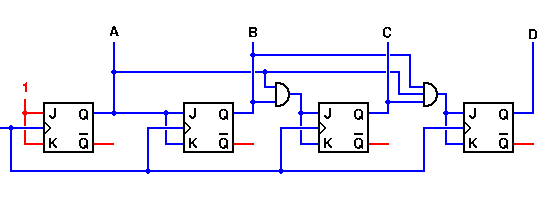 A B C D
1
J Q J Q J Q J Q
K Q̅ K Q̅ K Q̅ K Q̅